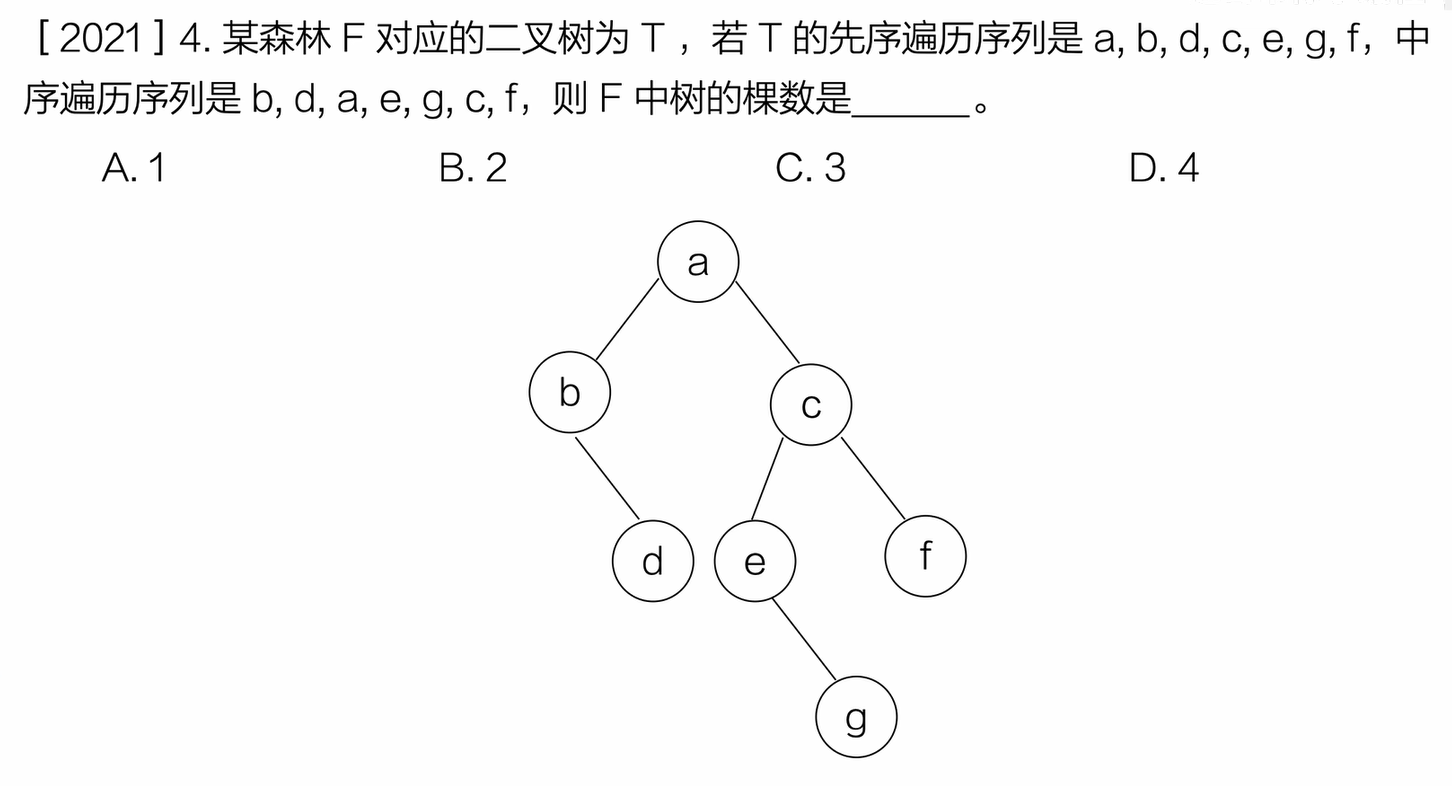 [ 2021 ] 4. 某森林 F 对应的二叉树为 T ，若 T 的先序遍历序列是 a, b, d, c, e, g, f，中
序遍历序列是 b, d, a, e, g, c, f，则 F 中树的棵数是______。
A. 1 B. 2 C. 3 D. 4
a
b
c
d
e
f
g